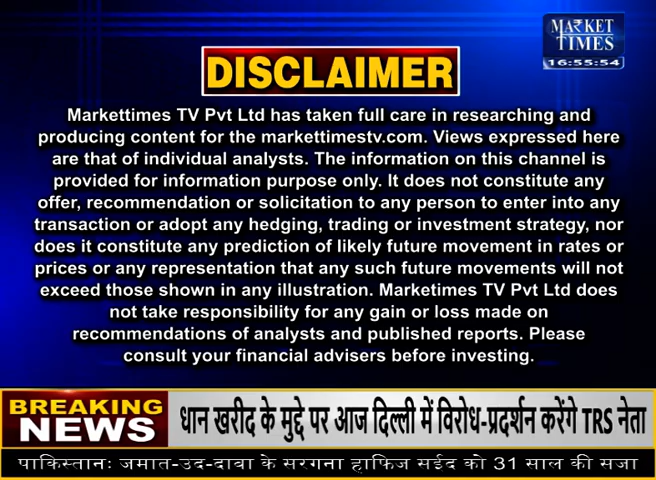 MARKET
TIMES
16:55:54
DISCLAIMER
Markettimes TV Pvt Ltd has taken full care in researching and
producing content for the markettimestv.com. Views expressed here
are that of individual analysts. The information on this channel is
provided for information purpose only. It does not constitute any
offer, recommendation or solicitation to any person to enter into any
transaction or adopt any hedging, trading or investment strategy, nor
does it constitute any prediction of likely future movement in rates or
prices or any representation that any such future movements will not
exceed those shown in any illustration. Marketimes TV Pvt Ltd does
not take responsibility for any gain or loss made on
recommendations of analysts and published reports. Please
consult your financial advisers before investing.
BREAKING
NEWS
धान खरीद के मुद्दे पर आज दिल्ली में विरोध-प्रदर्शन करेंगे TRS नेता
पाकिस्तानः जमात-उद-दावा के सरगना हाफिज सईद को 31 साल की सजा